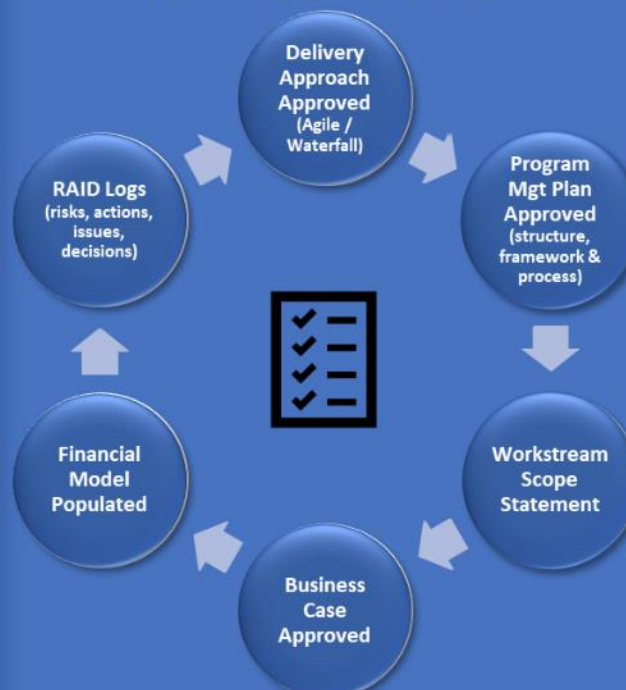 Delivery
Approach
Approved
(Agile /
Waterfall)
Program
Mgt Plan
Approved
(structure,
framework &
process)
Workstream
Scope
Statement
Business
Case
Approved
Financial
Model
Populated
RAID Logs
(risks, actions,
issues,
decisions)